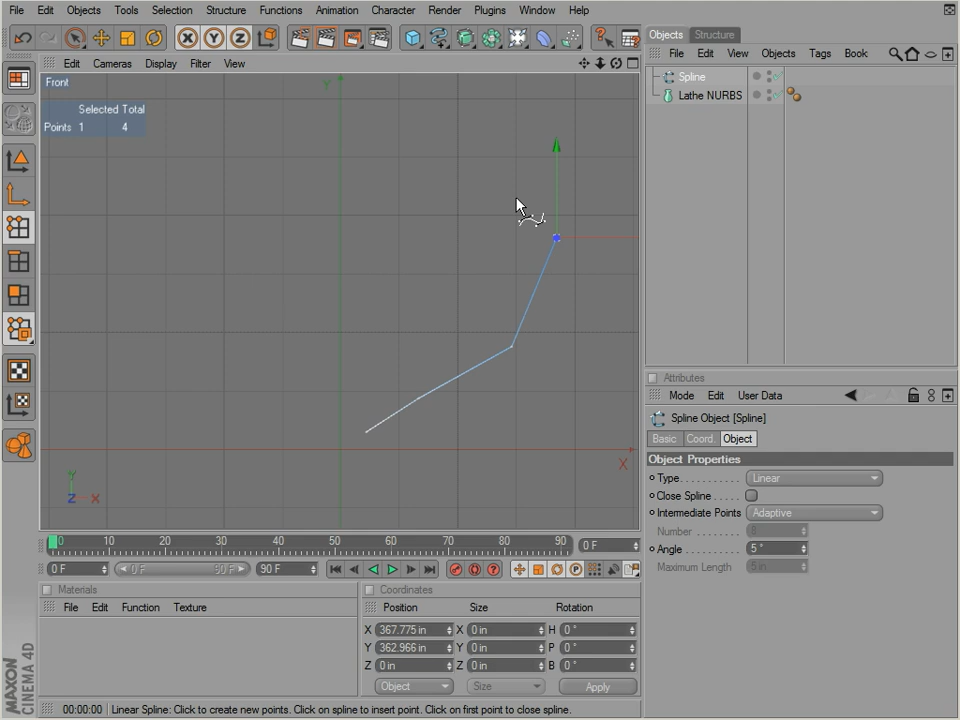 File Edit Objects Tools Selection Structure Functions Animation Character Render Plugins Window Help
X Y Z
Objects Structure
File Edit View Objects Tags Book
Edit Cameras Display Filter View
Front
Spline
Lathe NURBS
Selected Total
Points 1 4
Y
X
Y
Z X
Attributes
Mode Edit User Data
Spline Object [Spline]
Basic Coord. Object
Object Properties
Type Linear
Close Spline
Intermediate Points Adaptive
Number 8
Angle 5 °
Maximum Length 5 in
0 10 20 30 40 50 60 70 80 90 0 F
0 F 0 F 90 F 90 F
Materials
File Edit Function Texture
Coordinates
Position Size Rotation
X 367.775 in X 0 in H 0 °
Y 362.966 in Y 0 in P 0 °
Z 0 in Z 0 in B 0 °
Object Size Apply
MAXON
CINEMA 4D
00:00:00 Linear Spline: Click to create new points. Click on spline to insert point. Click on first point to close spline.